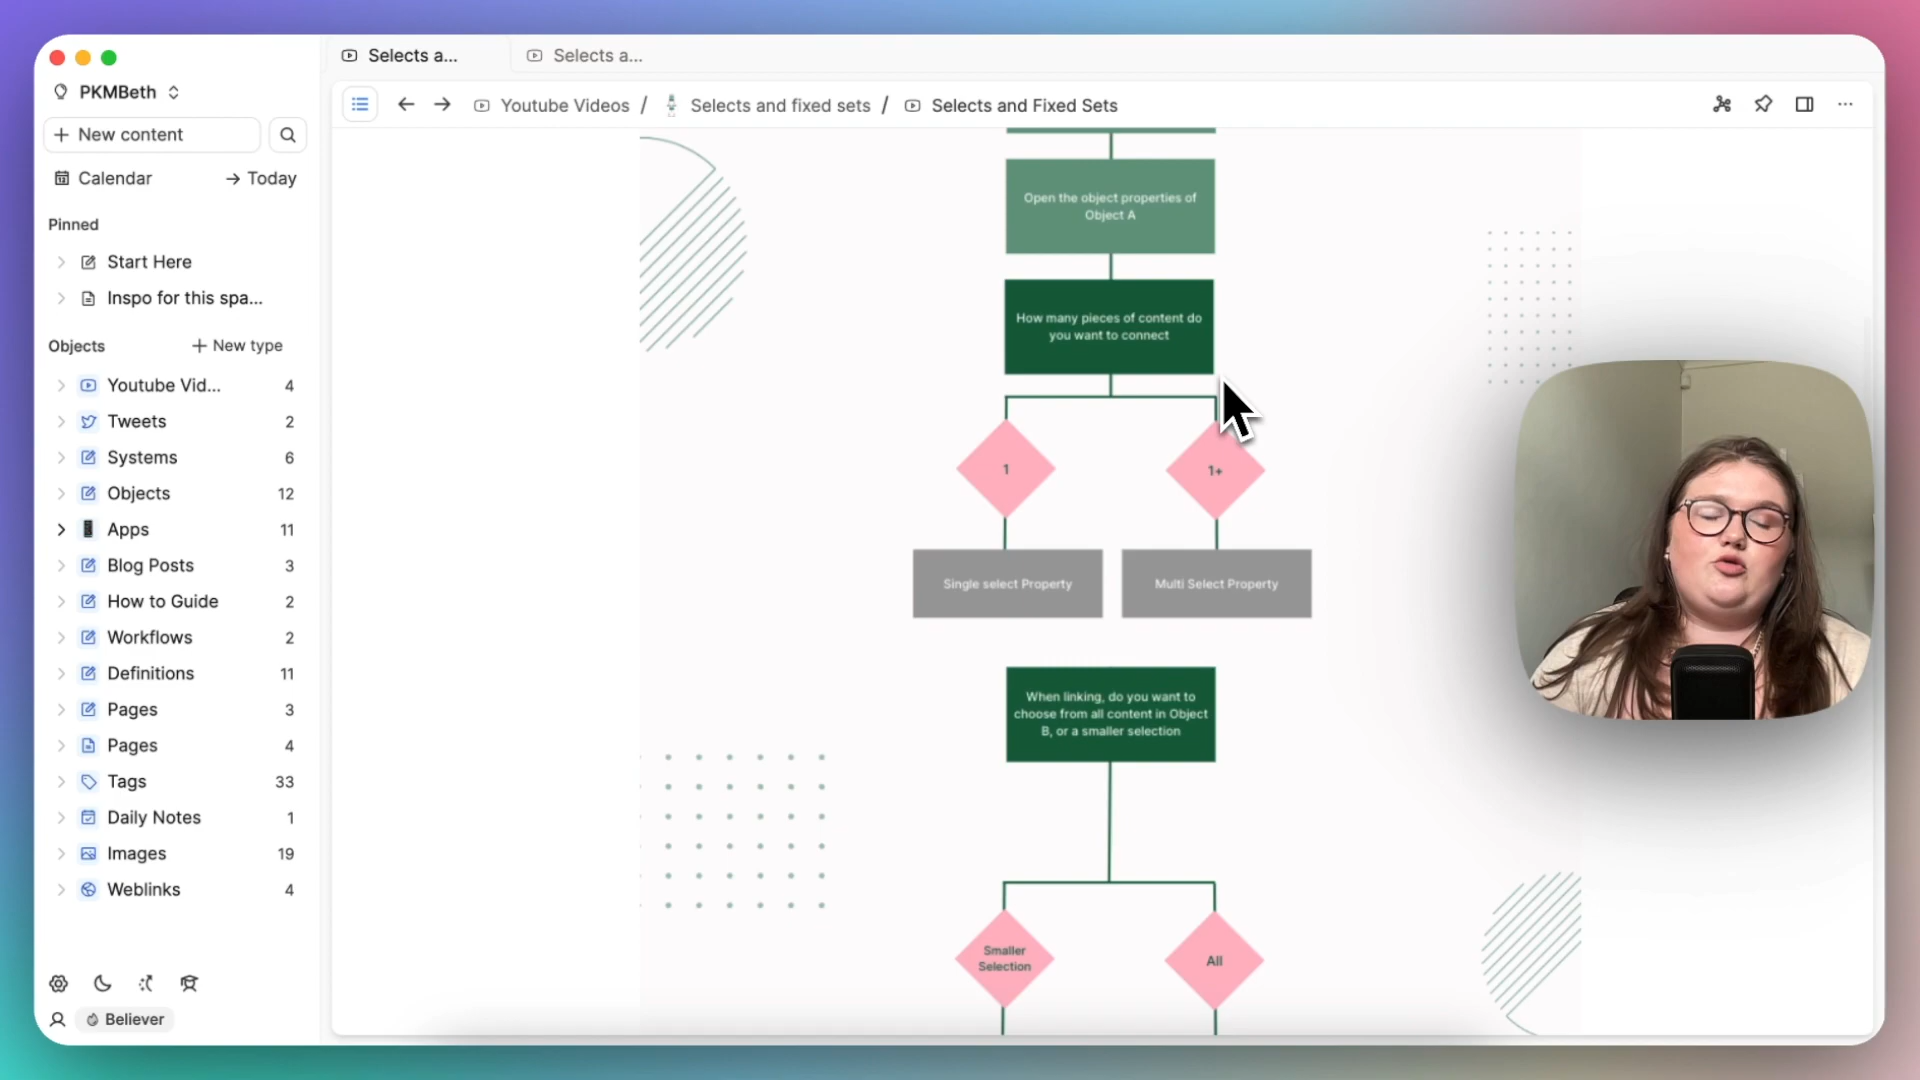 Selects a...
Selects a...
PKMBeth
Youtube Videos / Selects and fixed sets / Selects and Fixed Sets
New content
Calendar
Today
Pinned
Start Here
Inspo for this spa...
Objects
New type
Youtube Vid... 4
Tweets 2
Systems 6
Objects 12
Apps 11
Blog Posts 3
How to Guide 2
Workflows 2
Definitions 11
Pages 3
Pages 4
Tags 33
Daily Notes 1
Images 19
Weblinks 4
Believer
Open the object properties of
Object A
How many pieces of content do
you want to connect
1
1+
Single select Property
Multi Select Property
When linking, do you want to
choose from all content in Object
B, or a smaller selection
Smaller
Selection
All